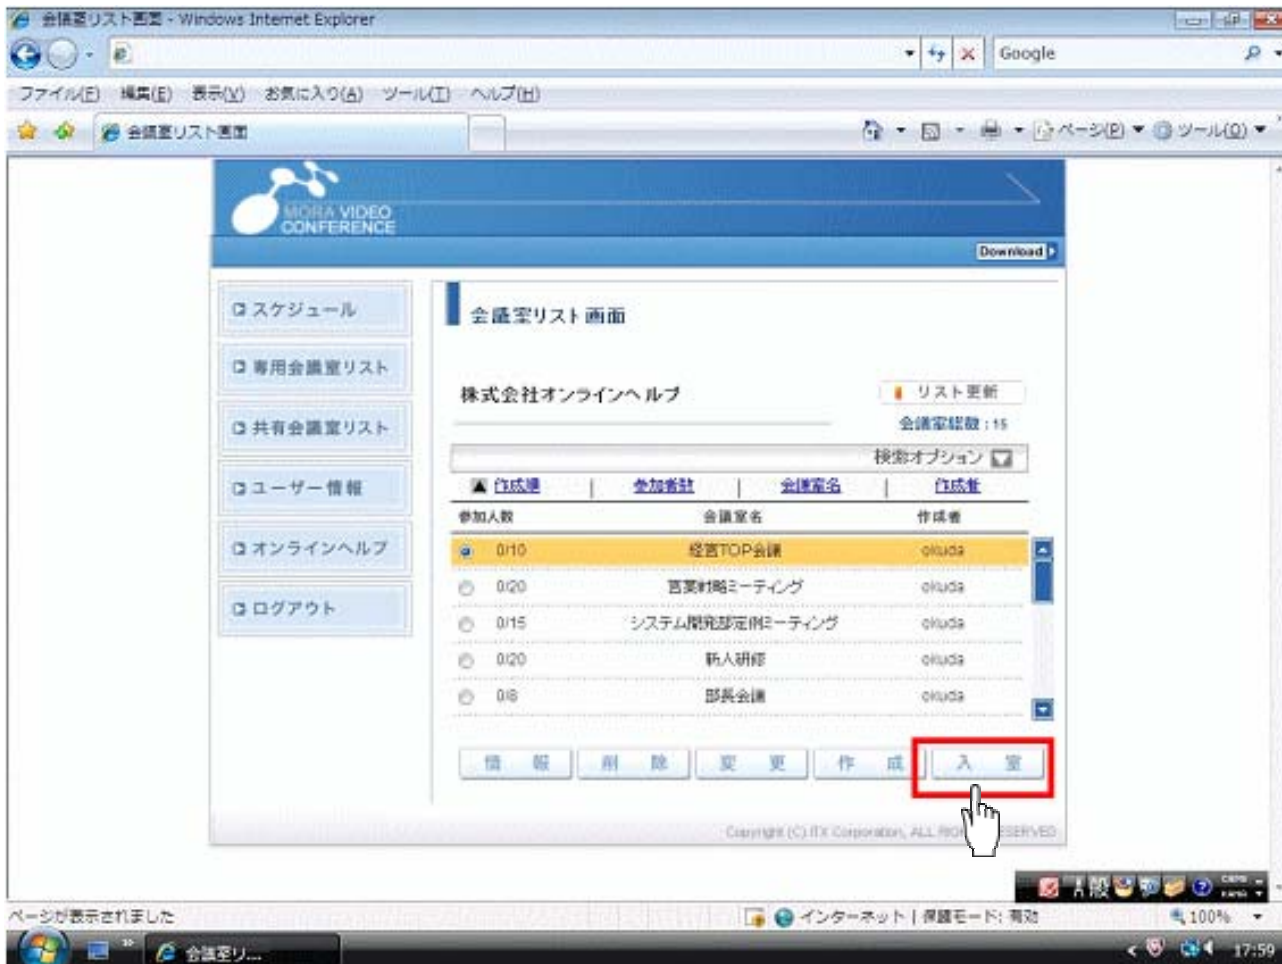 会議室リスト画面 - Windows Internet Explorer
Google
ファイル(F) 編集(E) 表示(V) お気に入り(A) ツール(T) ヘルプ(H)
会議室リスト画面
ページ(P) ツール(O)
MORA VIDEO
CONFERENCE
Download
スケジュール
専用会議室リスト
共有会議室リスト
ユーザー情報
オンラインヘルプ
ログアウト
会議室リスト画面
株式会社オンラインヘルプ
リスト更新
会議室総数 : 15
検索オプション
▲ 作成順 | 参加者数 | 会議室名 | 作成者
参加人数 会議室名 作成者
0/10 経営TOP会議 okuda
0/20 営業戦略ミーティング okuda
0/15 システム開発部定例ミーティング okuda
0/20 新人研修 okuda
0/8 部長会議 okuda
情 報 削 除 変 更 作 成 入 室
Copyright (C) ITX Corporation, ALL RESERVED
A 般 CAPS
KANA
ページが表示されました
インターネット | 保護モード: 有効
100%
会議室リ...
17:59